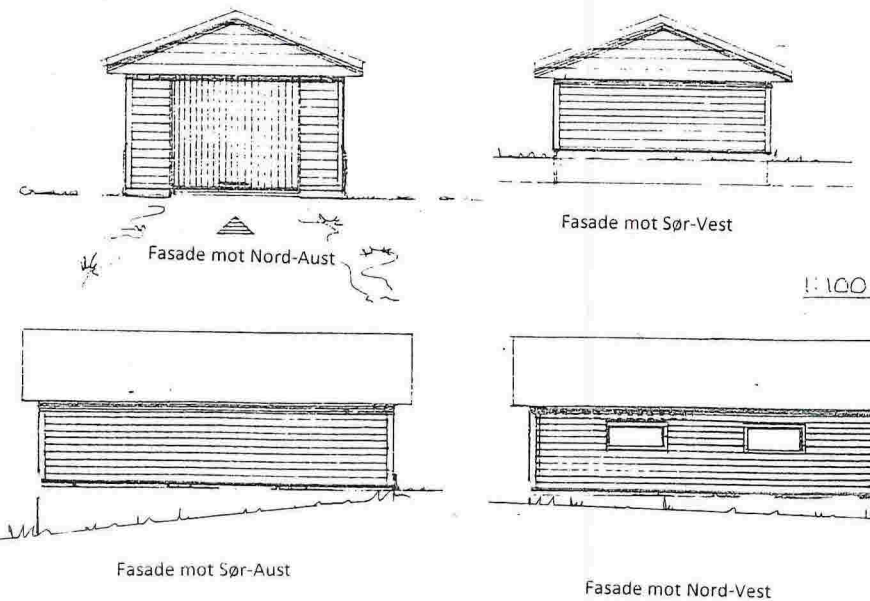 Fasade mot Nord-Aust
Fasade mot Sør-Vest
1:100
Fasade mot Sør-Aust
Fasade mot Nord-Vest